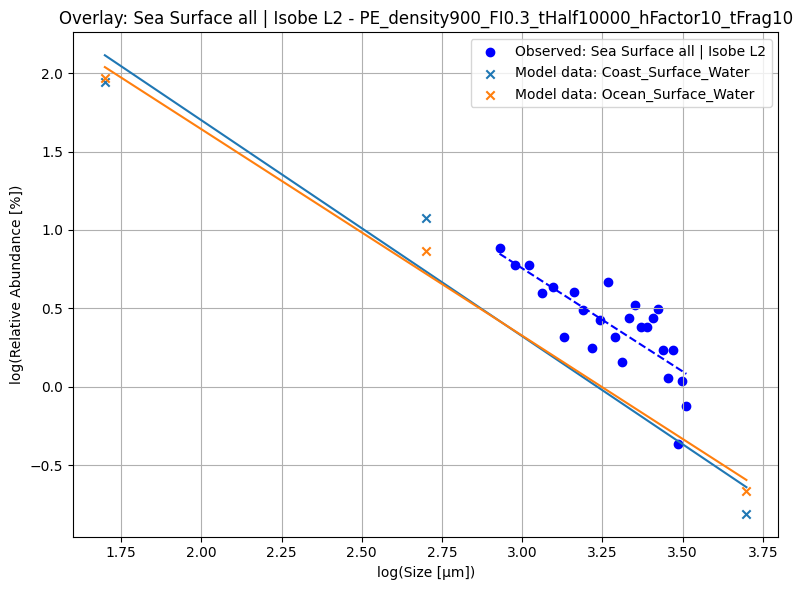 Overlay: Sea Surface all | Isobe L2 - PE_density900_FI0.3_tHalf10000_hFactor10_tFrag10
Observed: Sea Surface all | Isobe L2
Model data: Coast_Surface_Water
Model data: Ocean_Surface_Water
log(Relative Abundance [%])
2.0
1.5
1.0
0.5
0.0
−0.5
1.75 2.00 2.25 2.50 2.75 3.00 3.25 3.50 3.75
log(Size [μm])